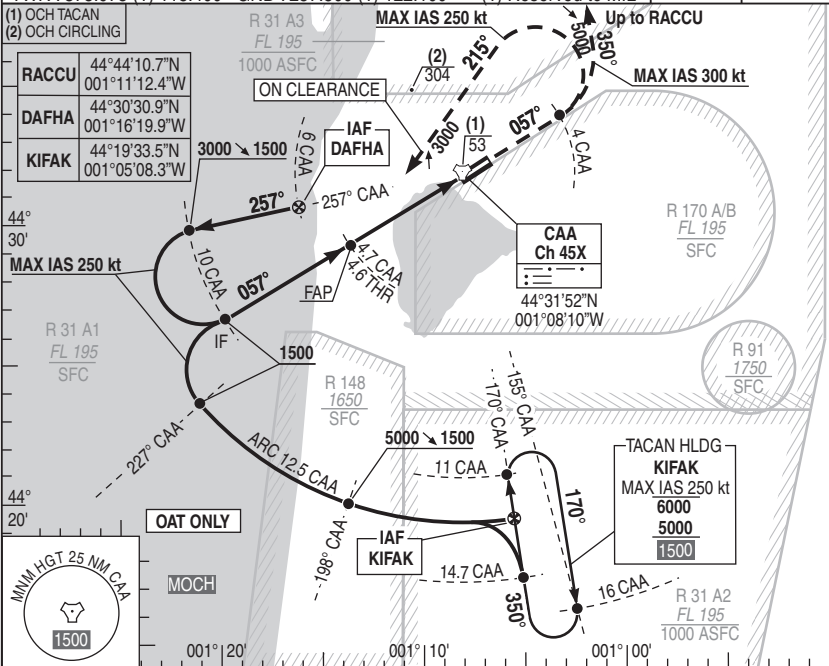 (1) OCH TACAN
(2) OCH CIRCLING
R 31 A3
FL 195
1000 ASFC
MAX IAS 250 kt
5000
Up to RACCU
350°
215°
MAX IAS 300 kt
RACCU 44°44'10.7"N
001°11'12.4"W
DAFHA 44°30'30.9"N
001°16'19.9"W
KIFAK 44°19'33.5"N
001°05'08.3"W
(2)
304
ON CLEARANCE
3000
(1)
53
057°
4 CAA
3000 ↘ 1500
6 CAA
IAF
DAFHA
257°
257° CAA
44°
30'
10 CAA
MAX IAS 250 kt
057°
4.7 CAA
4.6 THR
FAP
IF
CAA
Ch 45X
44°31'52"N
001°08'10"W
R 170 A/B
FL 195
SFC
R 31 A1
FL 195
SFC
1500
R 148
1650
SFC
R 91
1750
SFC
227° CAA
ARC 12.5 CAA
5000 ↘ 1500
155° CAA
170° CAA
11 CAA
170°
TACAN HLDG
KIFAK
MAX IAS 250 kt
6000
5000
1500
44°
20'
OAT ONLY
198° CAA
IAF
KIFAK
14.7 CAA
350°
16 CAA
R 31 A2
FL 195
1000 ASFC
MNM HGT 25 NM CAA
1500
MOCH
001°20'
001°10'
001°00'